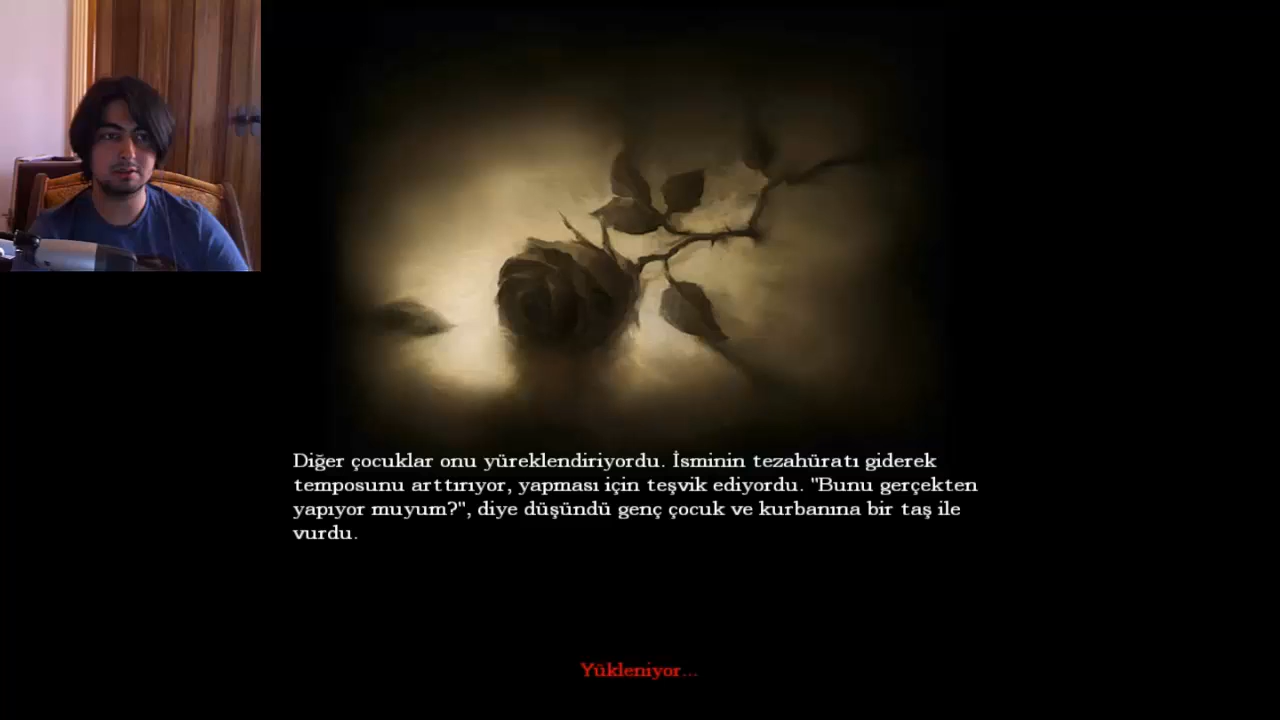 Diğer çocuklar onu yüreklendiriyordu. İsminin tezahüratı giderek
temposunu arttırıyor, yapması için teşvik ediyordu. "Bunu gerçekten
yapıyor muyum?", diye düşündü genç çocuk ve kurbanına bir taş ile
vurdu.
Yükleniyor...